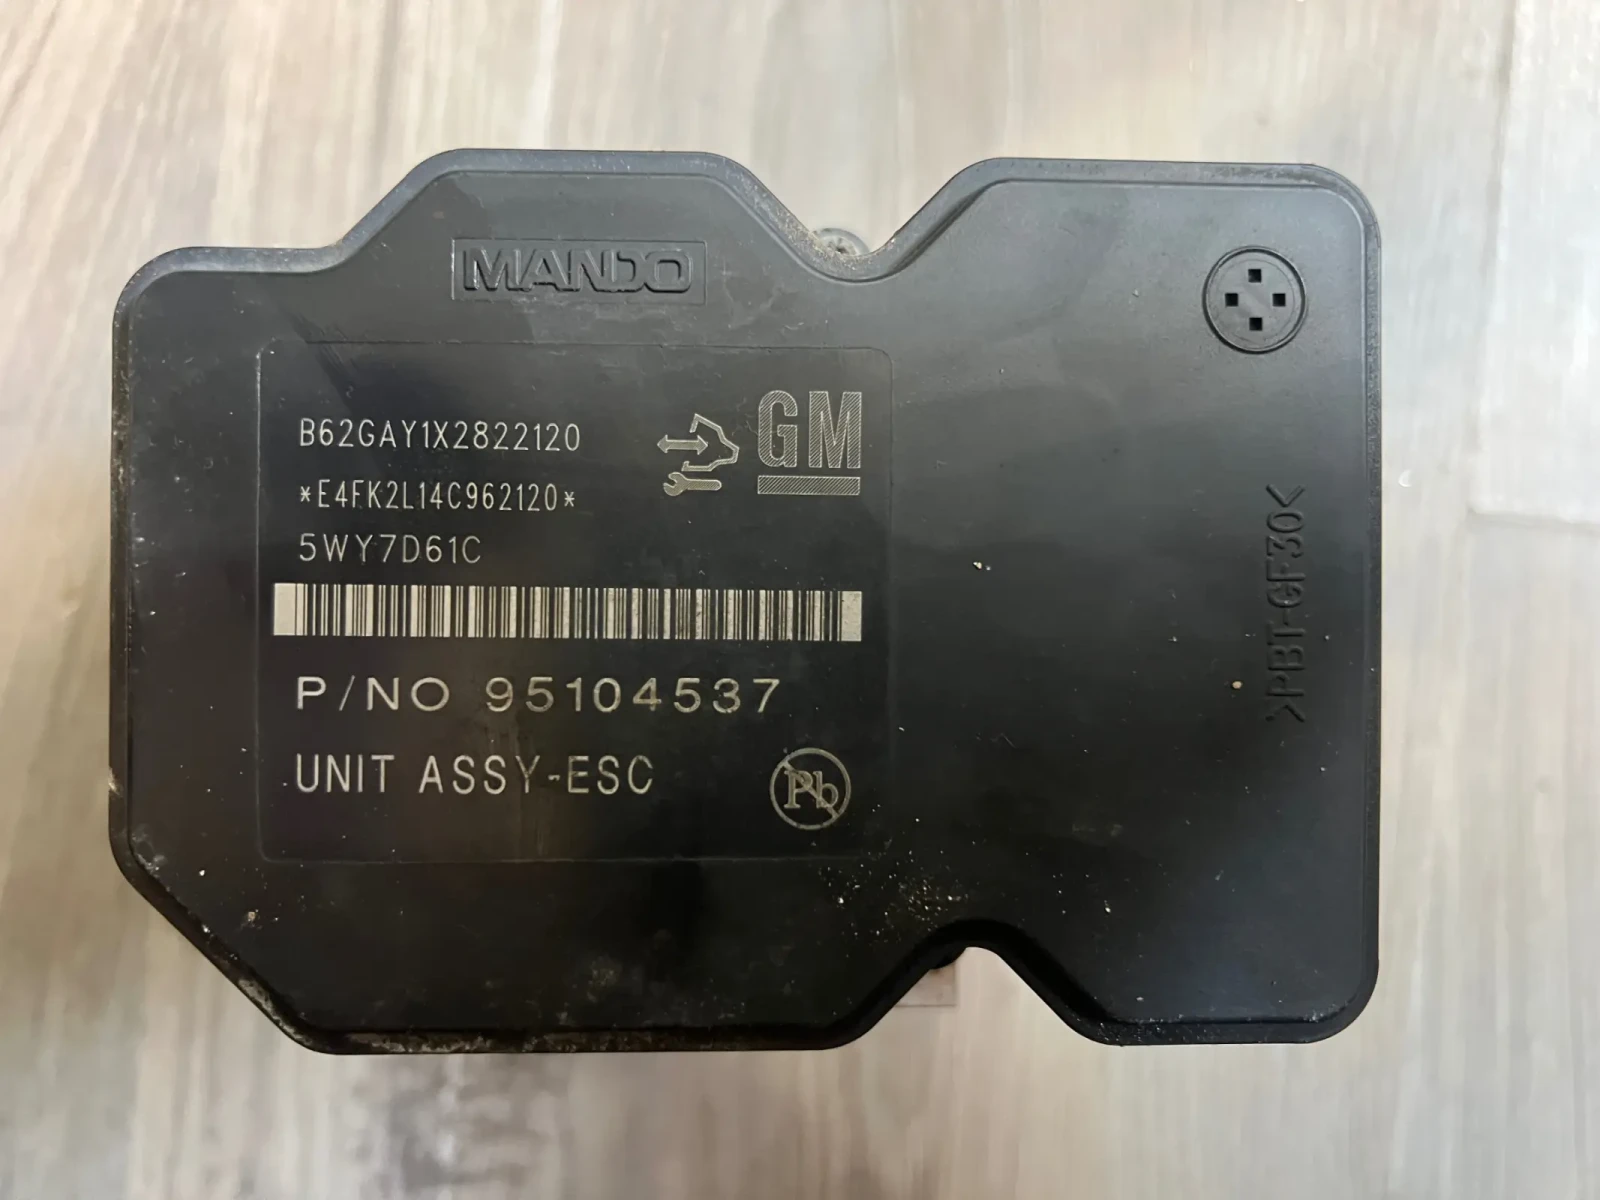 MANDO
B62GAY1X2822120
GM
*E4FK2L14C962120*
5WY7D61C
P/NO 95104537
UNIT ASSY-ESC
Pb
>PBT-GF30<